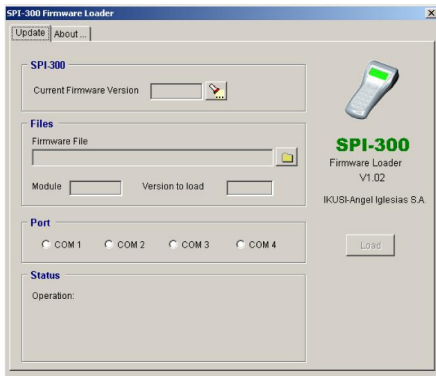 SPI-300 Firmware Loader
Update
About ...
SPI-300
Current Firmware Version
Files
Firmware File
Module
Version to load
Port
COM 1
COM 2
COM 3
COM 4
Status
Operation:
SPI-300
Firmware Loader
V1.02
IKUSI-Angel Iglesias S.A.
Load